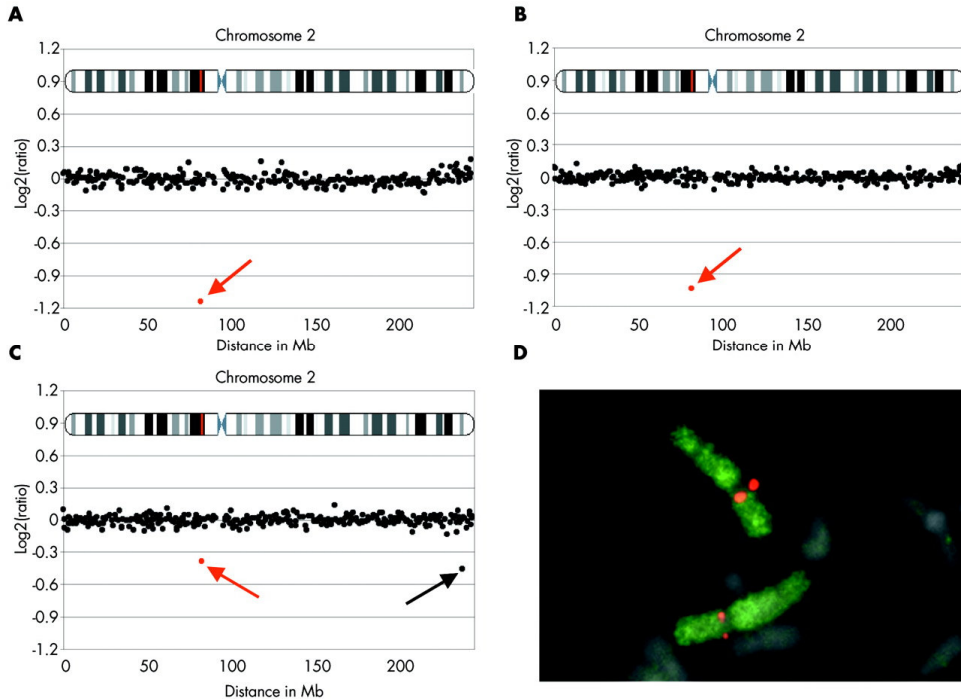 A
Chromosome 2
1.2
0.9
0.6
0.3
0
-0.3
-0.6
-0.9
-1.2
Log2(ratio)
0 50 100 150 200
Distance in Mb
B
Chromosome 2
1.2
0.9
0.6
0.3
0
-0.3
-0.6
-0.9
-1.2
Log2(ratio)
0 50 100 150 200
Distance in Mb
C
Chromosome 2
1.2
0.9
0.6
0.3
0
-0.3
-0.6
-0.9
-1.2
Log2(ratio)
0 50 100 150 200
Distance in Mb
D